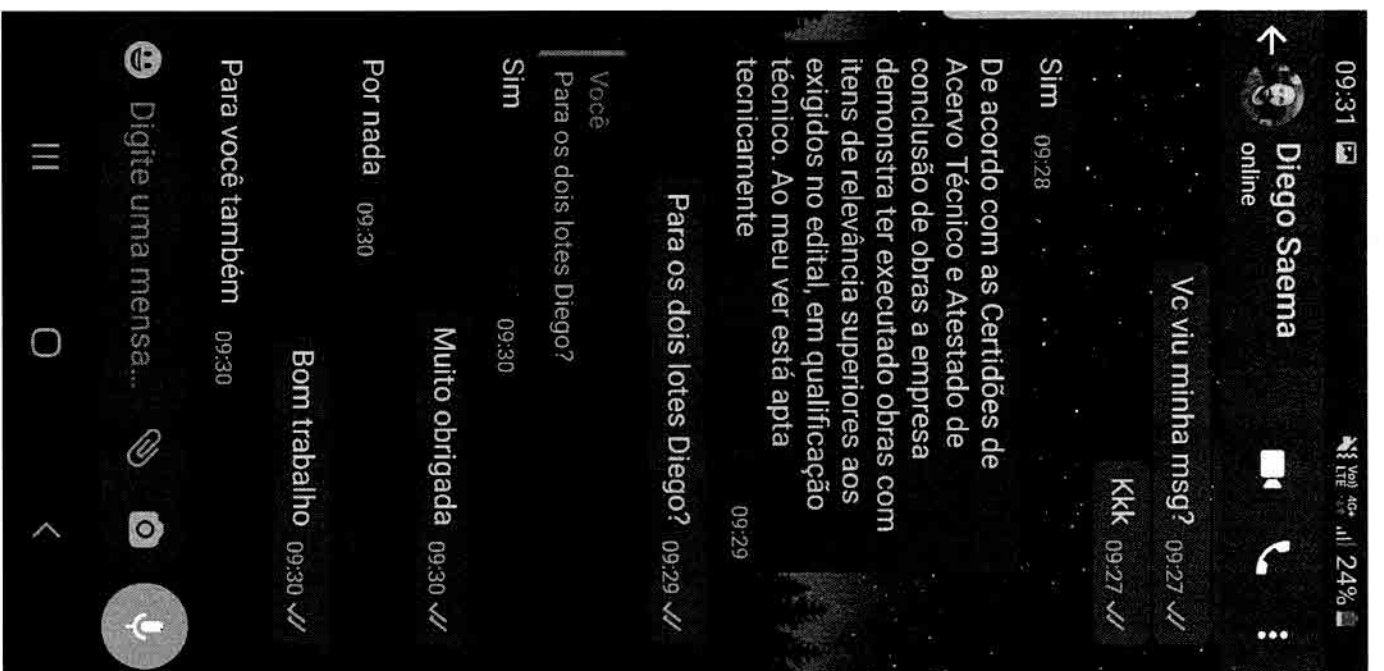 09:31
Vo)) 4G+
LTE
24%
Diego Saema
online
Vc viu minha msg? 09:27
Kkk 09:27
Sim 09:28
De acordo com as Certidões de
Acervo Técnico e Atestado de
conclusão de obras a empresa
demonstra ter executado obras com
itens de relevância superiores aos
exigidos no edital, em qualificação
técnico. Ao meu ver está apta
tecnicamente
09:29
Para os dois lotes Diego? 09:29
Você
Para os dois lotes Diego?
Sim
09:30
Muito obrigada 09:30
Por nada 09:30
Bom trabalho 09:30
Para você também 09:30
Digite uma mensa...